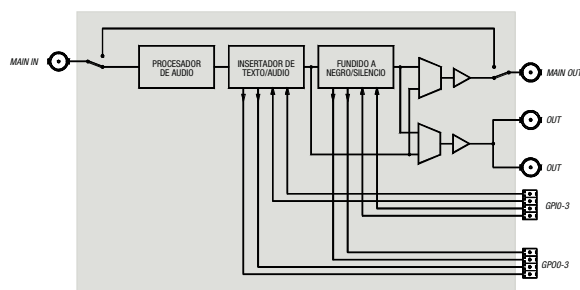 MAIN IN
PROCESADOR
DE AUDIO
INSERTADOR DE
TEXTO/AUDIO
FUNDIDO A
NEGRO/SILENCIO
MAIN OUT
OUT
OUT
GPI0-3
GPO0-3